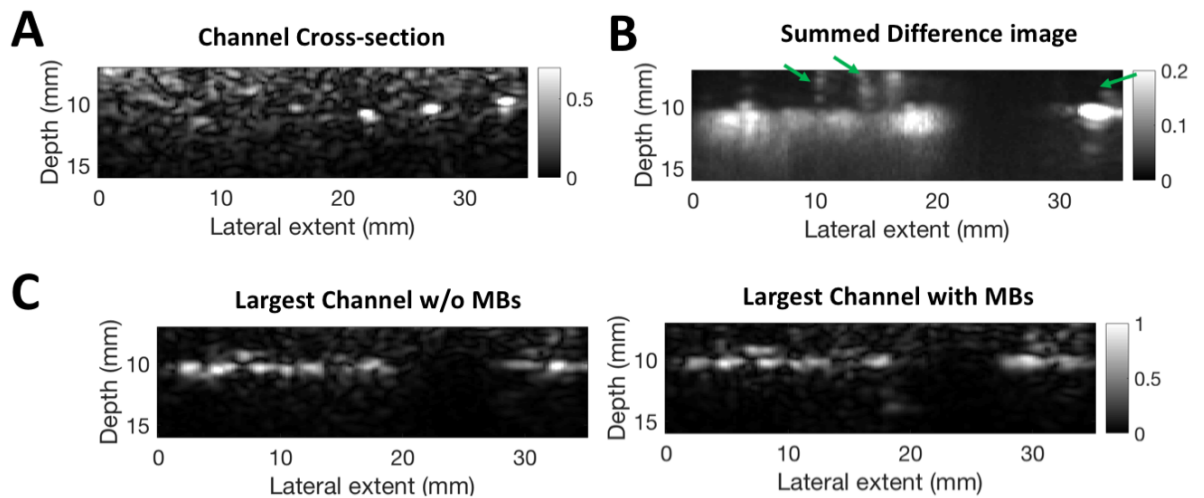 A
Channel Cross-section
Depth (mm)
10
15
0
10
20
30
Lateral extent (mm)
0.5
0
B
Summed Difference image
Depth (mm)
10
15
0
10
20
30
Lateral extent (mm)
0.2
0.1
0
C
Largest Channel w/o MBs
Depth (mm)
10
15
0
10
20
30
Lateral extent (mm)
Largest Channel with MBs
Depth (mm)
10
15
0
10
20
30
Lateral extent (mm)
1
0.5
0